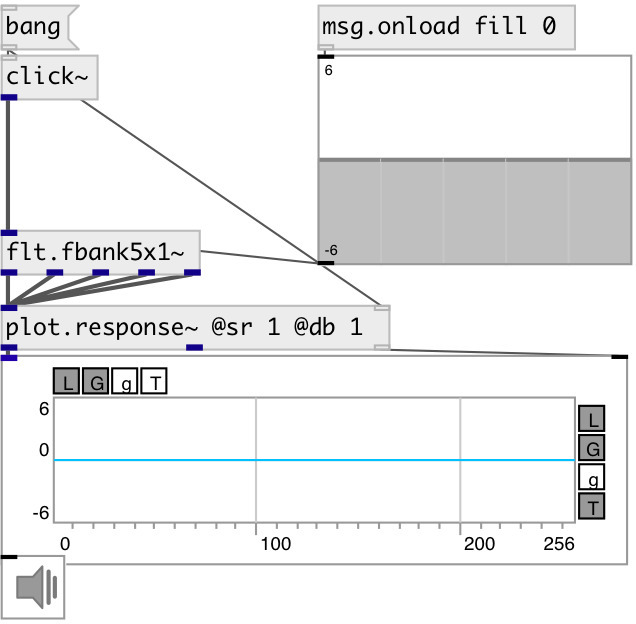 bang
msg.onload fill 0
click~
6
-6
flt.fbank5x1~
plot.response~ @sr 1 @db 1
L G g T
6
0
-6
L
G
g
T
0 100 200 256